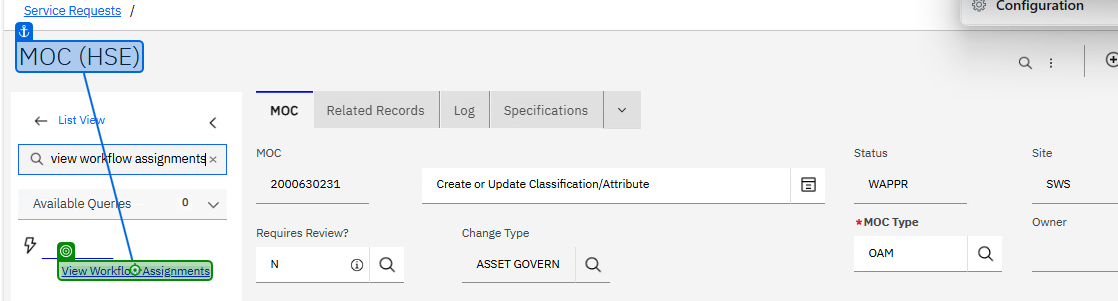 Service Requests /
Configuration
MOC (HSE)
List View
view workflow assignments
Available Queries 0
View Workflow Assignments
MOC Related Records Log Specifications
MOC
2000630231 Create or Update Classification/Attribute
Status
WAPPR
Site
SWS
Requires Review?
N
Change Type
ASSET GOVERN
*MOC Type
OAM
Owner